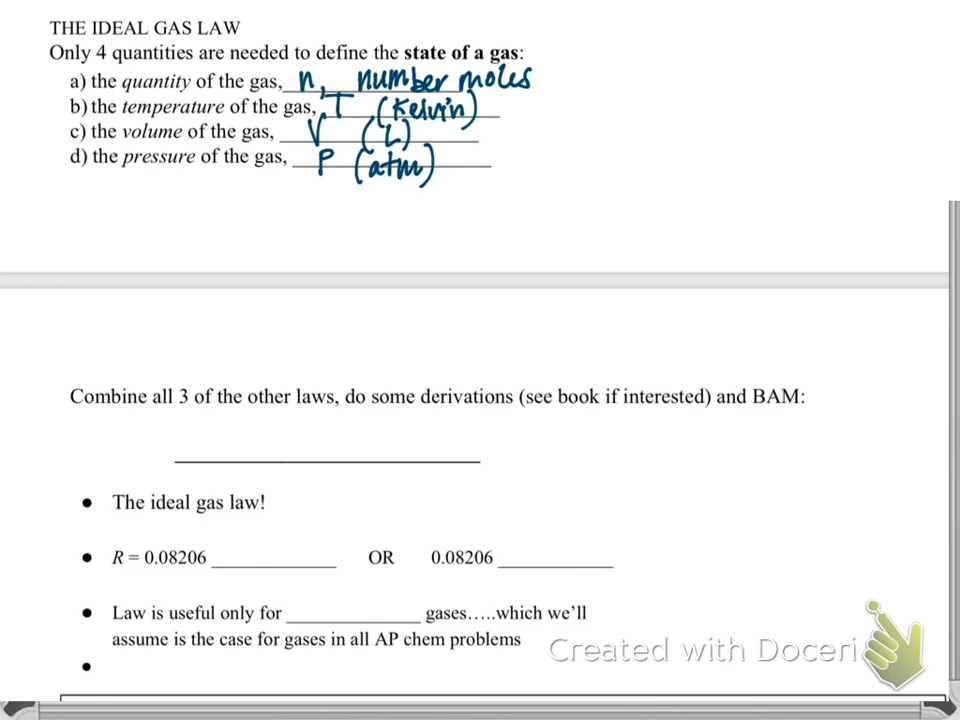 THE IDEAL GAS LAW
Only 4 quantities are needed to define the state of a gas:
a) the quantity of the gas, n, number moles
b) the temperature of the gas, T (Kelvin)
c) the volume of the gas, V (L)
d) the pressure of the gas, P (atm)
Combine all 3 of the other laws, do some derivations (see book if interested) and BAM:
● The ideal gas law!
● R = 0.08206 ____________ OR 0.08206 ____________
● Law is useful only for ______________ gases…..which we’ll
assume is the case for gases in all AP chem problems
●
Created with Doceri